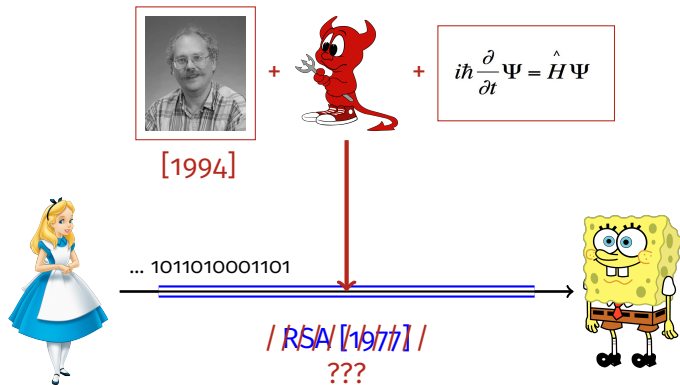 + + iħ ∂/∂t Ψ = Ĥ Ψ
[1994]
... 1011010001101
RSA [1977]
???